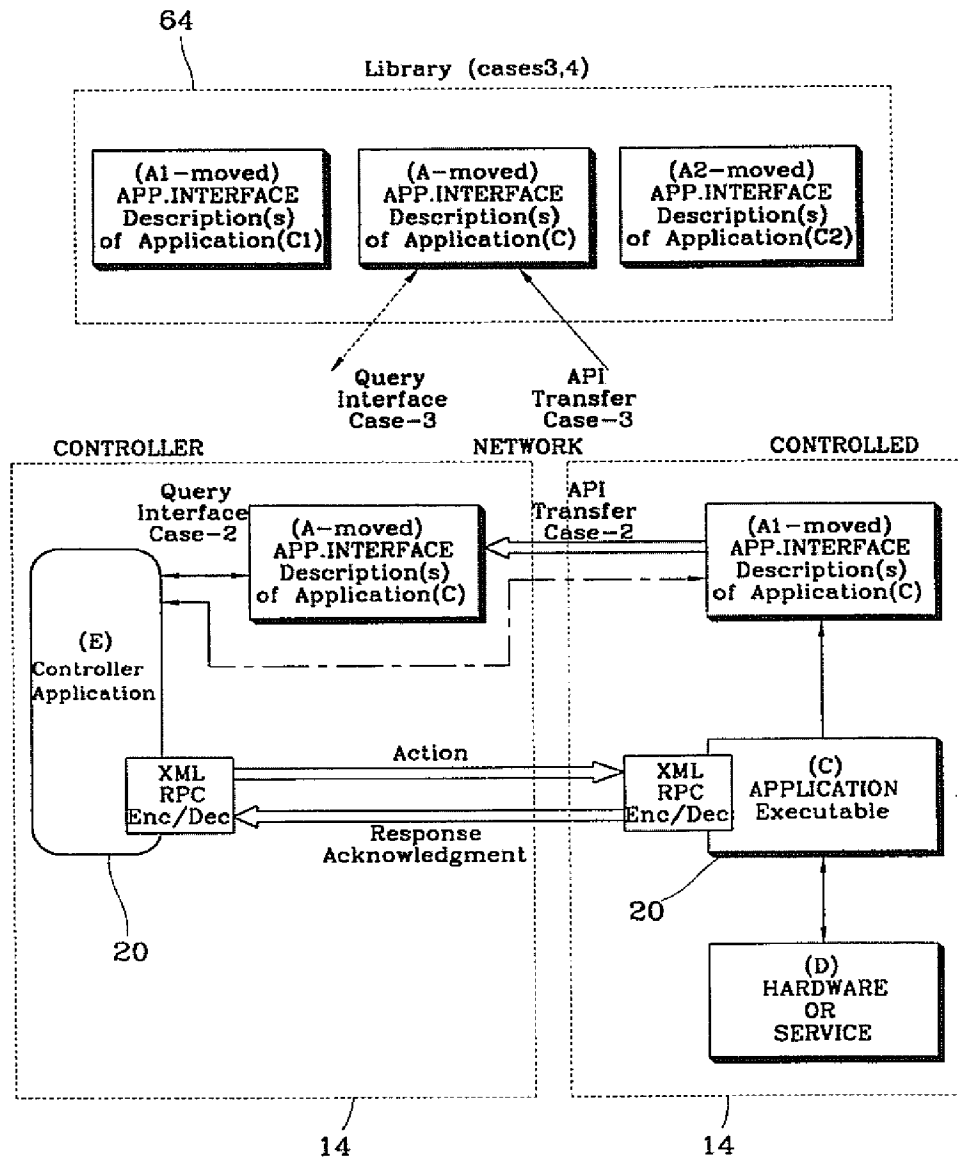 64
Library (cases3,4)
(A1-moved)
APP.INTERFACE
Description(s)
of Application(C1)
(A-moved)
APP.INTERFACE
Description(s)
of Application(C)
(A2-moved)
APP.INTERFACE
Description(s)
of Application(C2)
Query
Interface
Case-3
API
Transfer
Case-3
CONTROLLER
NETWORK
CONTROLLED
Query
Interface
Case-2
(A-moved)
APP.INTERFACE
Description(s)
of Application(C)
API
Transfer
Case-2
(A1-moved)
APP.INTERFACE
Description(s)
of Application(C)
(E)
Controller
Application
XML
RPC
Enc/Dec
Action
Response
Acknowledgment
XML
RPC
Enc/Dec
(C)
APPLICATION
Executable
20
20
(D)
HARDWARE
OR
SERVICE
14
14